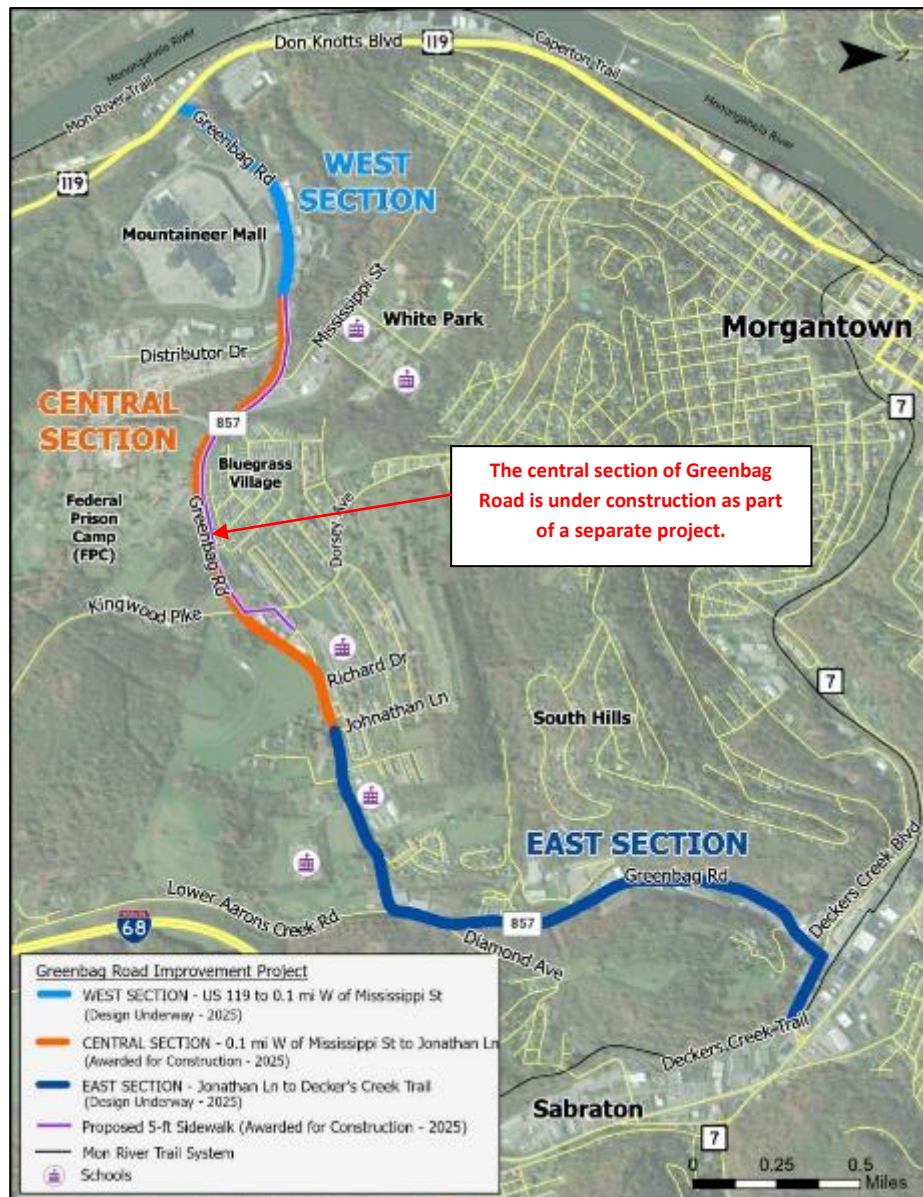 Don Knotts Blvd
119
Caperton Trail
Monongahela River
Mon River Trail
Monongahela River
Greenbag Rd
WEST
SECTION
119
Mountaineer Mall
Mississippi St
White Park
Morgantown
Distributor Dr
CENTRAL
SECTION
857
7
Bluegrass
Village
The central section of Greenbag
Road is under construction as part
of a separate project.
Federal
Prison
Camp
(FPC)
Greenbag Rd
Dorsey Ave
Kingwood Pike
Richard Dr
7
Johnathan Ln
South Hills
EAST SECTION
Greenbag Rd
Deckers Creek Blvd
Lower Aarons Creek Rd
68
857
Diamond Ave
Greenbag Road Improvement Project
WEST SECTION - US 119 to 0.1 mi W of Mississippi St
(Design Underway - 2025)
CENTRAL SECTION - 0.1 mi W of Mississippi St to Jonathan Ln
(Awarded for Construction - 2025)
EAST SECTION - Jonathan Ln to Decker's Creek Trail
(Design Underway - 2025)
Proposed 5-ft Sidewalk (Awarded for Construction - 2025)
Mon River Trail System
Schools
Deckers Creek Trail
Sabraton
7
0 0.25 0.5
Miles